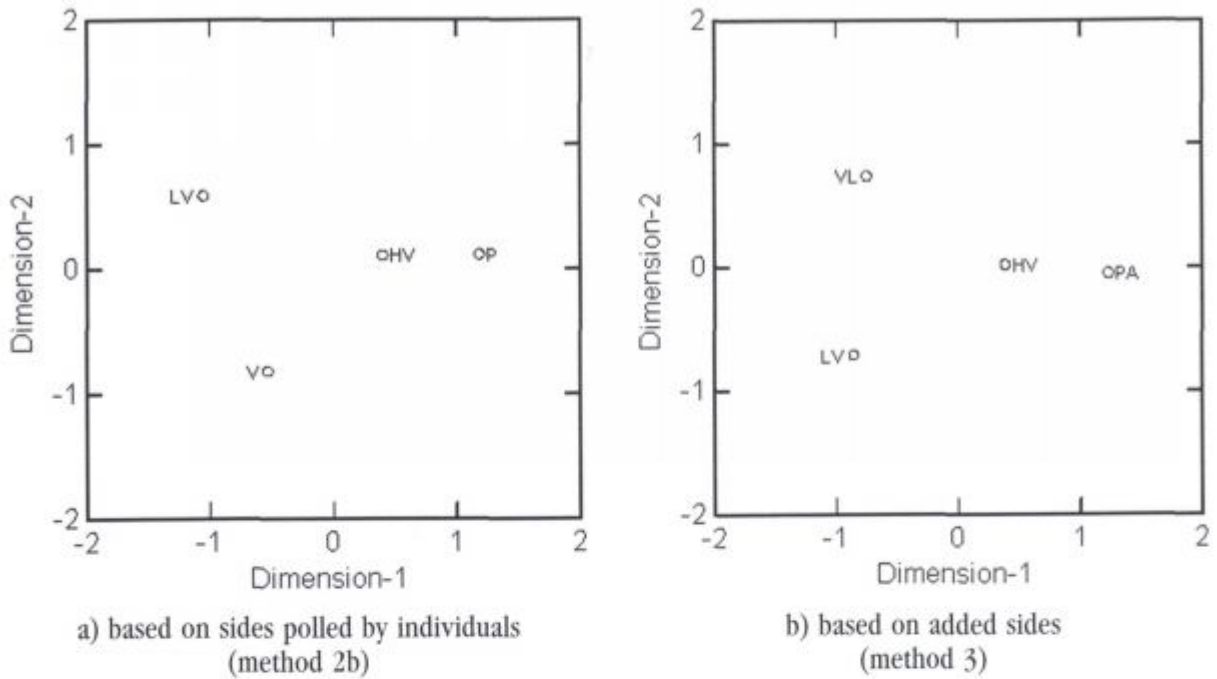 2
1
0
-1
-2
Dimension-2
LV
HV
P
V
-2
-1
0
1
2
Dimension-1
a) based on sides polled by individuals
(method 2b)
2
1
0
-1
-2
Dimension-2
VL
HV
PA
LV
-2
-1
0
1
2
Dimension-1
b) based on added sides
(method 3)